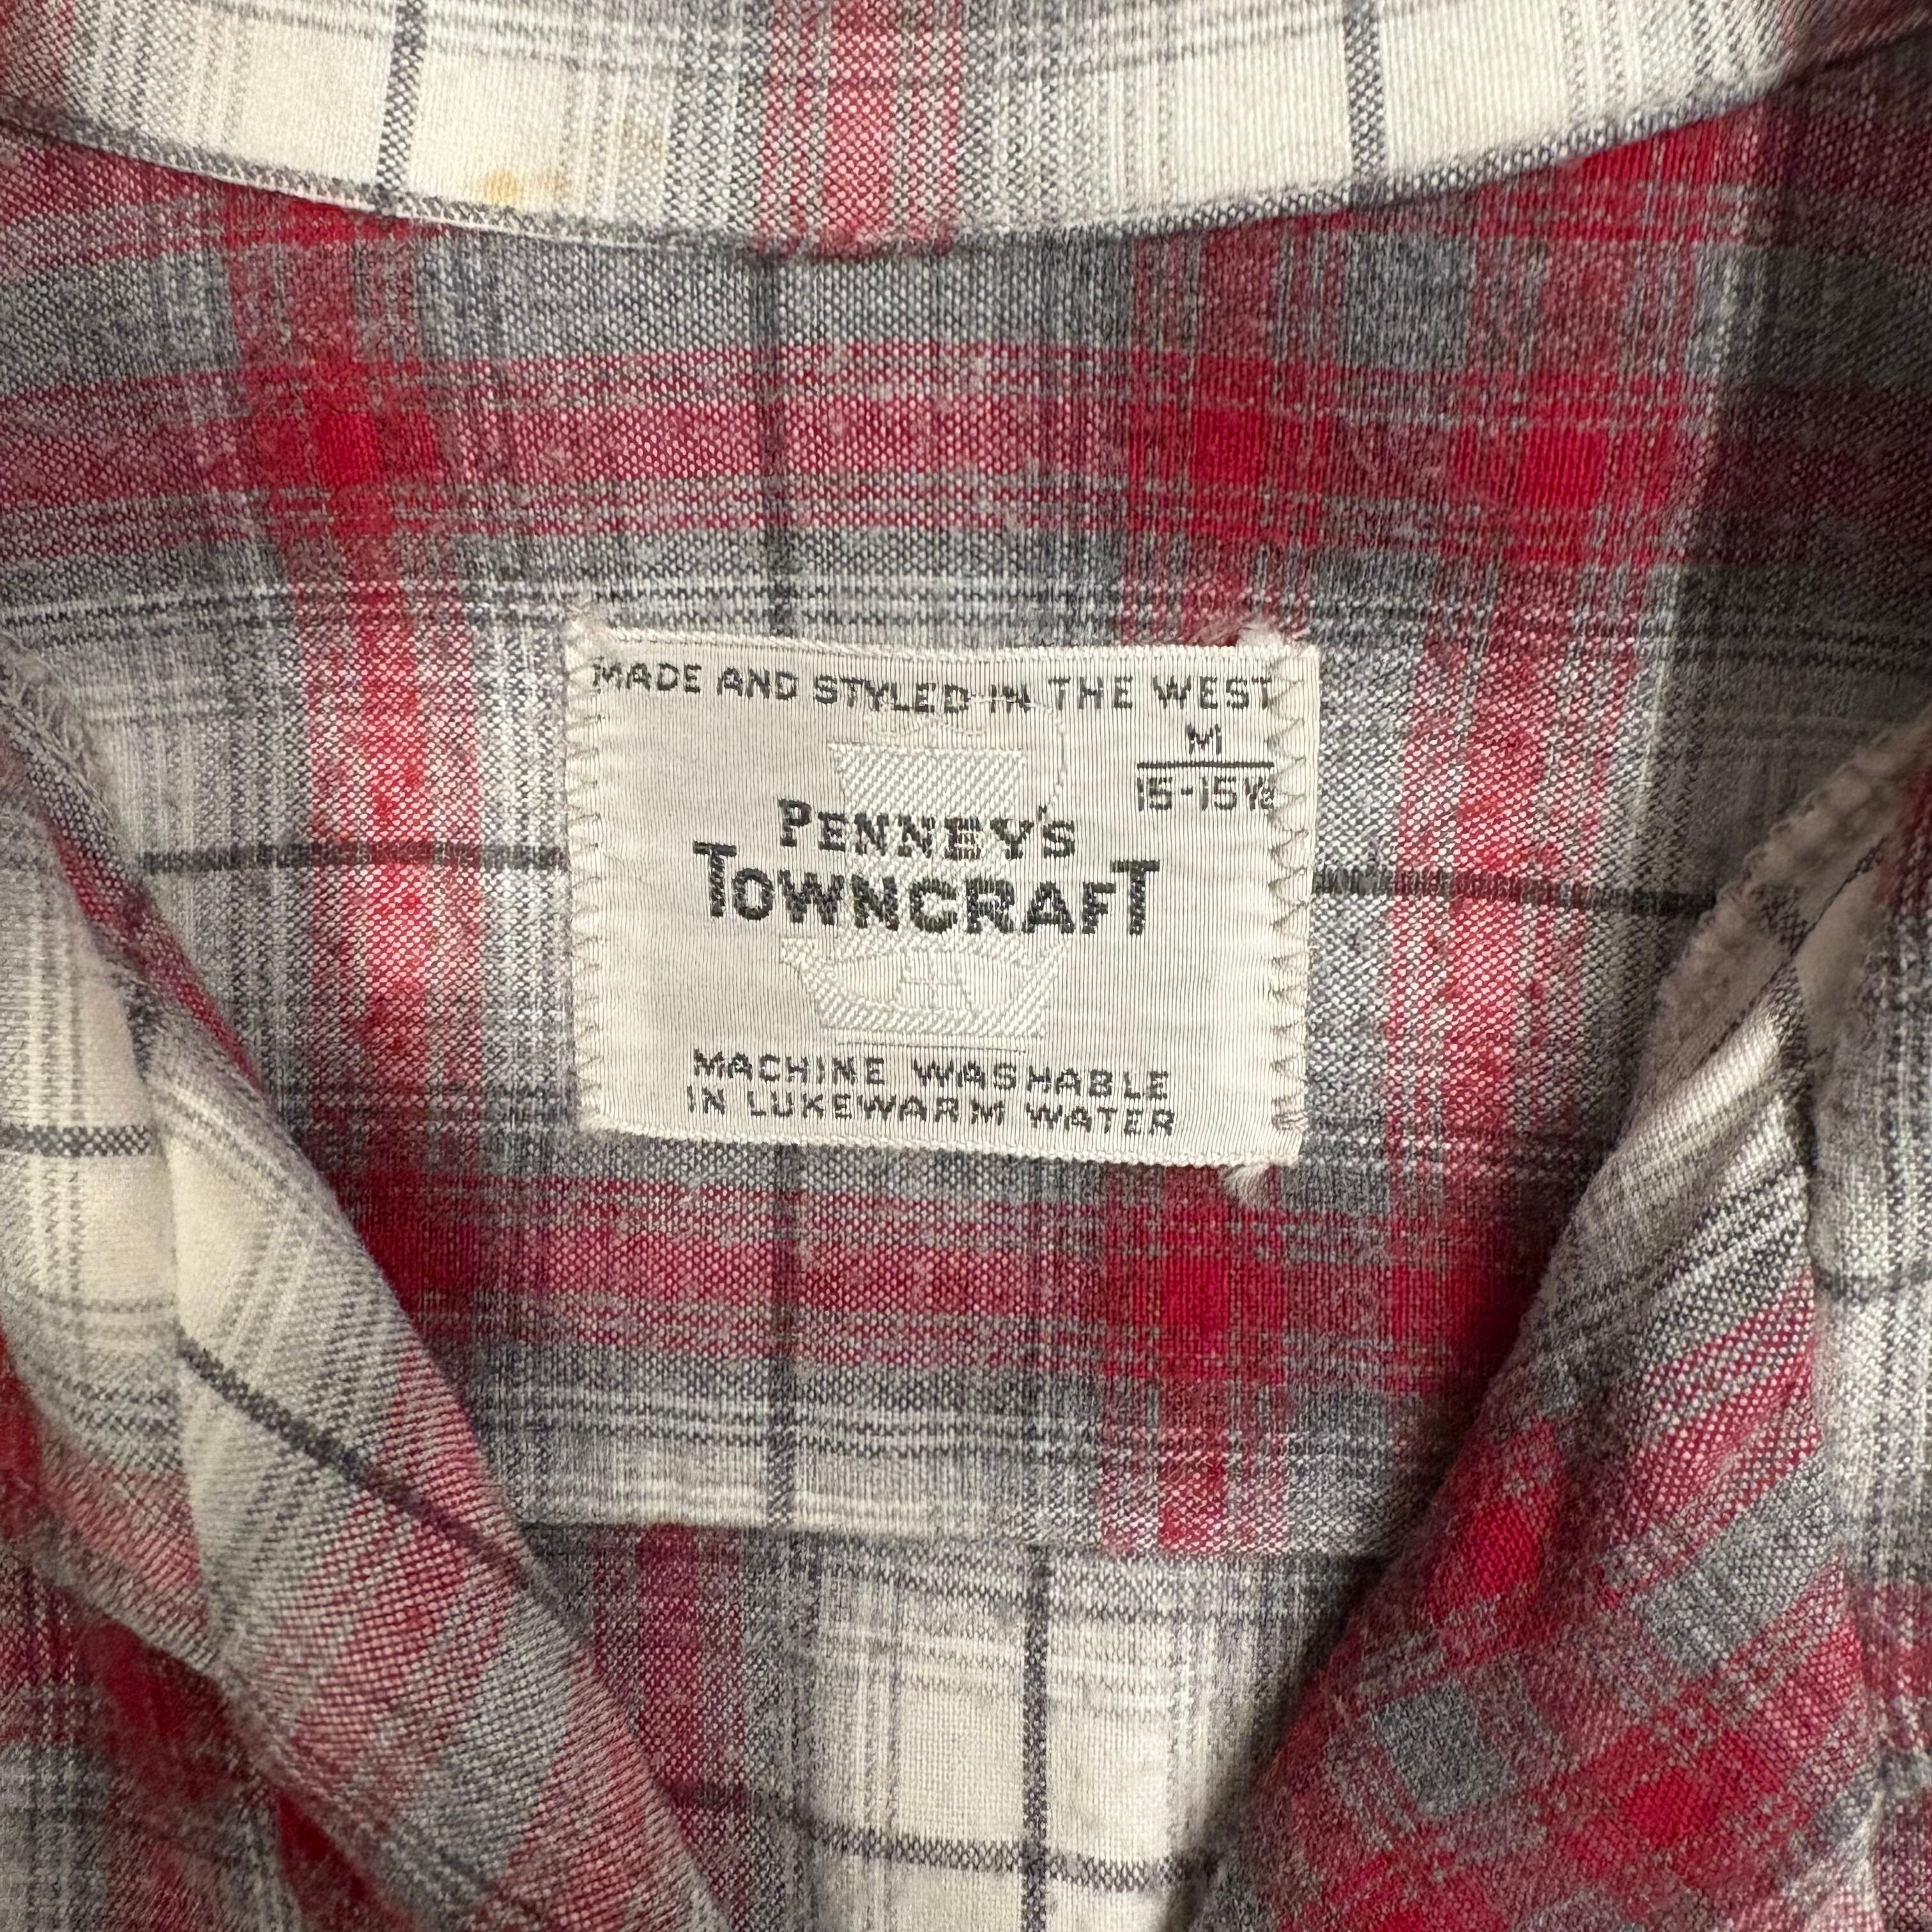 MADE AND STYLED IN THE WEST
M
15-15½
PENNEY'S
TOWNCRAFT
MACHINE WASHABLE
IN LUKEWARM WATER